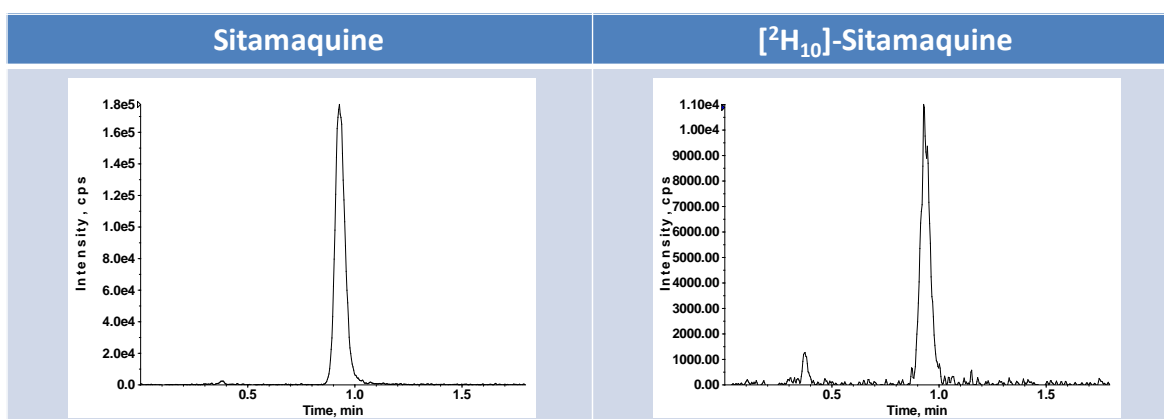 Sitamaquine
[²H₁₀]-Sitamaquine
Intensity, cps
1.8e5
1.6e5
1.4e5
1.2e5
1.0e5
8.0e4
6.0e4
4.0e4
2.0e4
0.0
0.5
1.0
1.5
Time, min
Intensity, cps
1.10e4
1.00e4
9000.00
8000.00
7000.00
6000.00
5000.00
4000.00
3000.00
2000.00
1000.00
0.00
0.5
1.0
1.5
Time, min